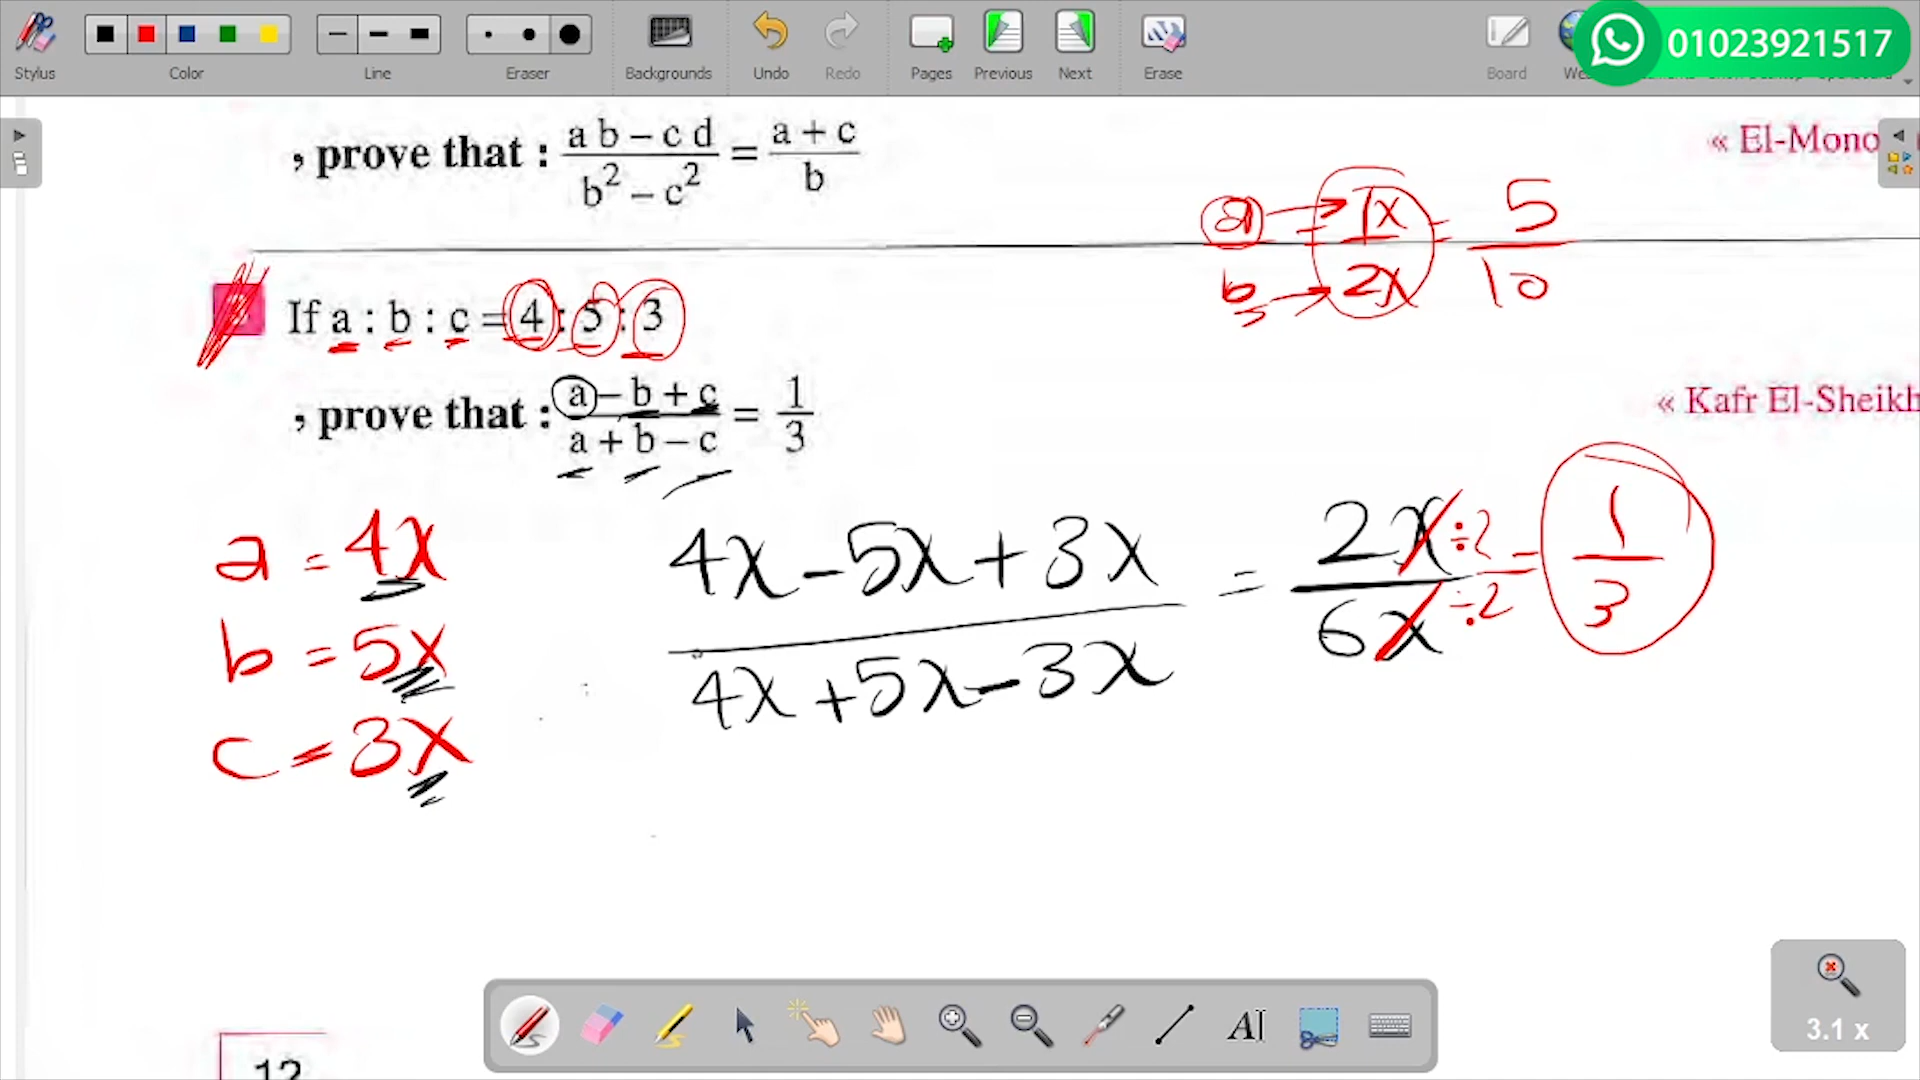 Stylus Color Line Eraser Backgrounds Undo Redo Pages Previous Next Erase Board
01023921517
, prove that : a b – c d / b² – c² = a + c / b
« El-Mono
a / b = 1x / 2x = 5 / 10
If a : b : c = 4 : 5 : 3
, prove that : a – b + c / a + b – c = 1 / 3
« Kafr El-Sheikh
a = 4x
b = 5x
c = 3x
4x – 5x + 3x / 4x + 5x – 3x = 2x ÷2 / 6x ÷2 = 1 / 3
12
3.1 x